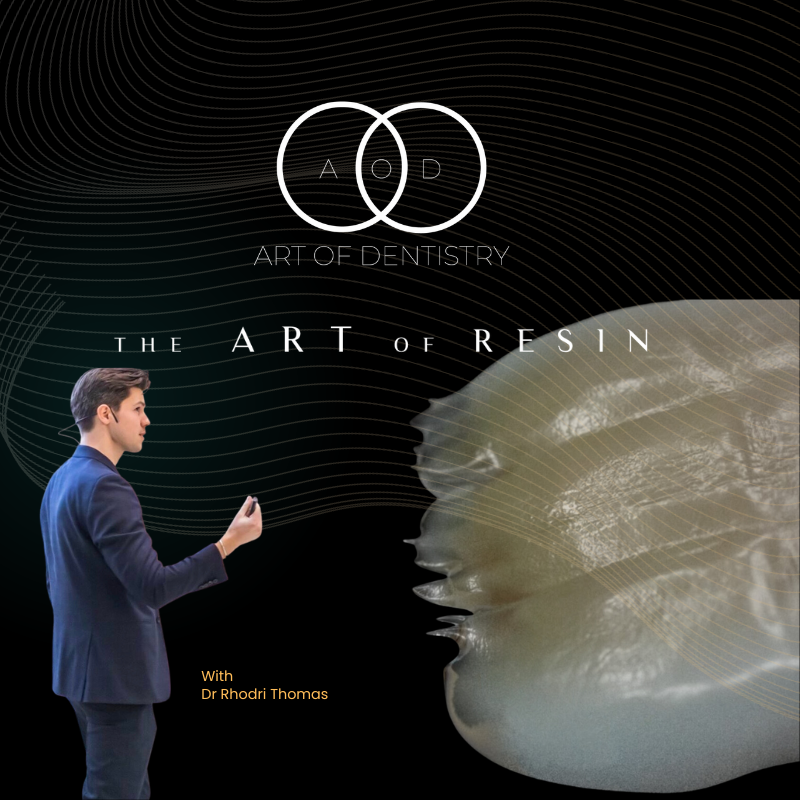 A O D
ART OF DENTISTRY
THE ART OF RESIN
With
Dr Rhodri Thomas